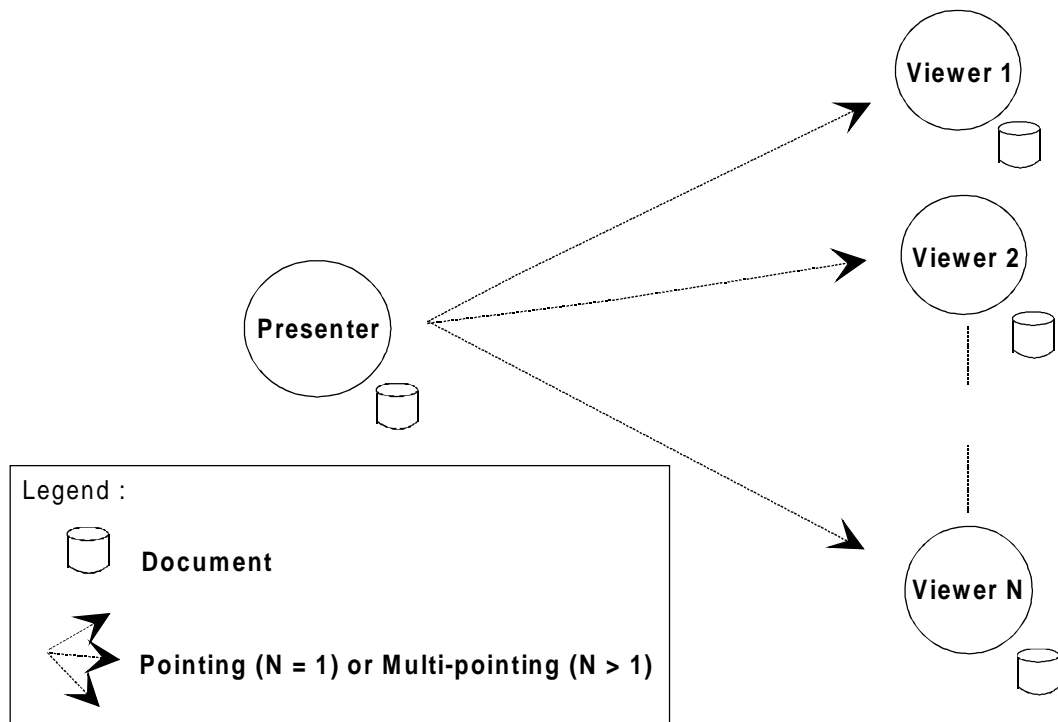 Viewer 1
Viewer 2
Presenter
Viewer N
Legend :
Document
Pointing (N = 1) or Multi-pointing (N > 1)